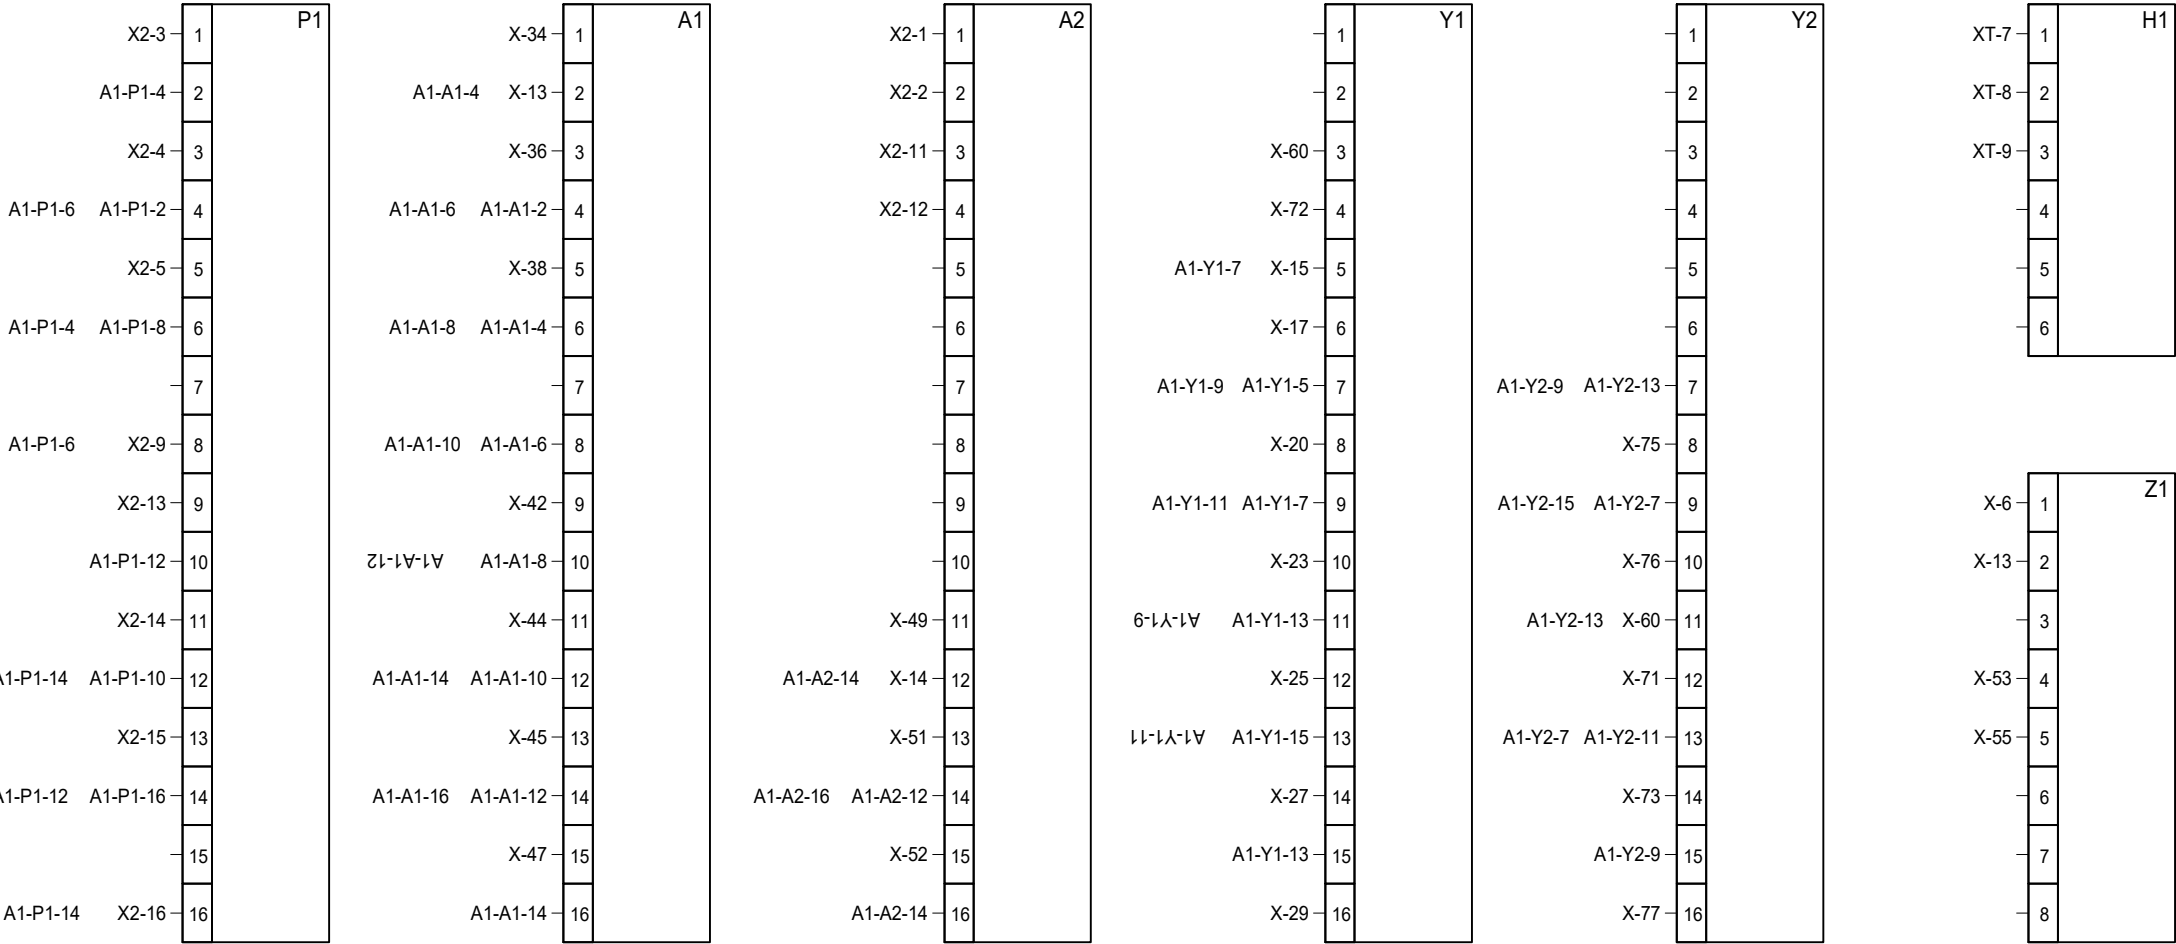 P1
X2-3 1
A1-P1-4 2
X2-4 3
A1-P1-6 A1-P1-2 4
X2-5 5
A1-P1-4 A1-P1-8 6
7
A1-P1-6 X2-9 8
X2-13 9
A1-P1-12 10
X2-14 11
A1-P1-14 A1-P1-10 12
X2-15 13
A1-P1-12 A1-P1-16 14
15
A1-P1-14 X2-16 16
A1
X-34 1
A1-A1-4 X-13 2
X-36 3
A1-A1-6 A1-A1-2 4
X-38 5
A1-A1-8 A1-A1-4 6
7
A1-A1-10 A1-A1-6 8
X-42 9
A1-A1-12 A1-A1-8 10
X-44 11
A1-A1-14 A1-A1-10 12
X-45 13
A1-A1-16 A1-A1-12 14
X-47 15
A1-A1-14 16
A2
X2-1 1
X2-2 2
X2-11 3
X2-12 4
5
6
7
8
9
10
X-49 11
A1-A2-14 X-14 12
X-51 13
A1-A2-16 A1-A2-12 14
X-52 15
A1-A2-14 16
Y1
1
2
X-60 3
X-72 4
A1-Y1-7 X-15 5
X-17 6
A1-Y1-9 A1-Y1-5 7
X-20 8
A1-Y1-11 A1-Y1-7 9
X-23 10
A1-Y1-9 A1-Y1-13 11
X-25 12
A1-Y1-11 A1-Y1-15 13
X-27 14
A1-Y1-13 15
X-29 16
Y2
1
2
3
4
5
6
A1-Y2-9 A1-Y2-13 7
X-75 8
A1-Y2-15 A1-Y2-7 9
X-76 10
A1-Y2-13 X-60 11
X-71 12
A1-Y2-7 A1-Y2-11 13
X-73 14
A1-Y2-9 15
X-77 16
H1
XT-7 1
XT-8 2
XT-9 3
4
5
6
Z1
X-6 1
X-13 2
3
X-53 4
X-55 5
6
7
8